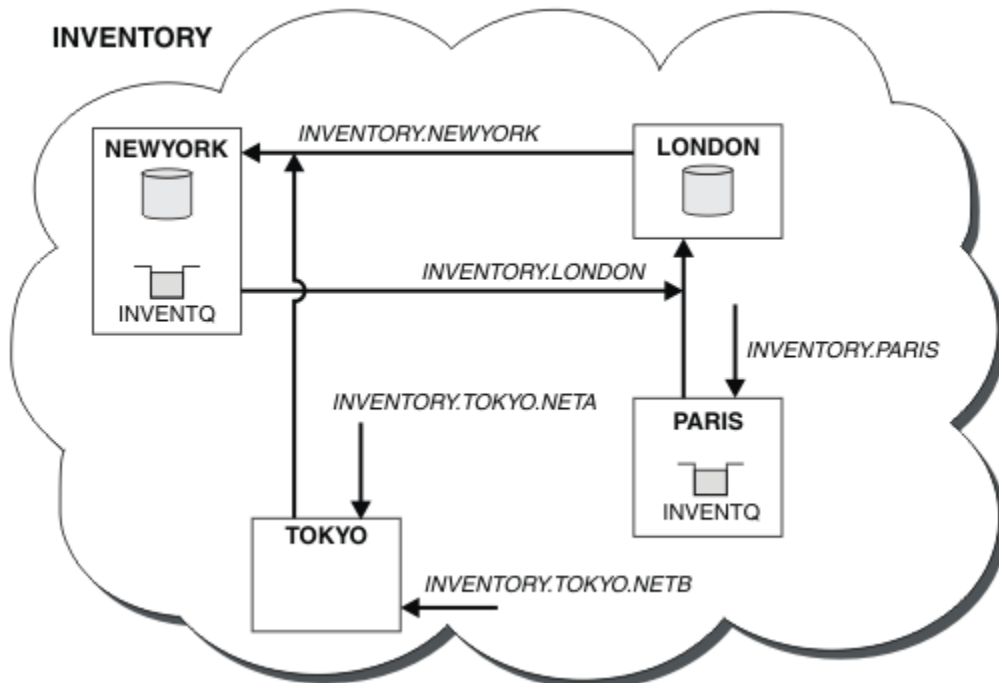 INVENTORY
INVENTORY.NEWYORK
NEWYORK
LONDON
INVENTORY.LONDON
INVENTQ
INVENTORY.PARIS
INVENTORY.TOKYO.NETA
PARIS
INVENTQ
TOKYO
INVENTORY.TOKYO.NETB